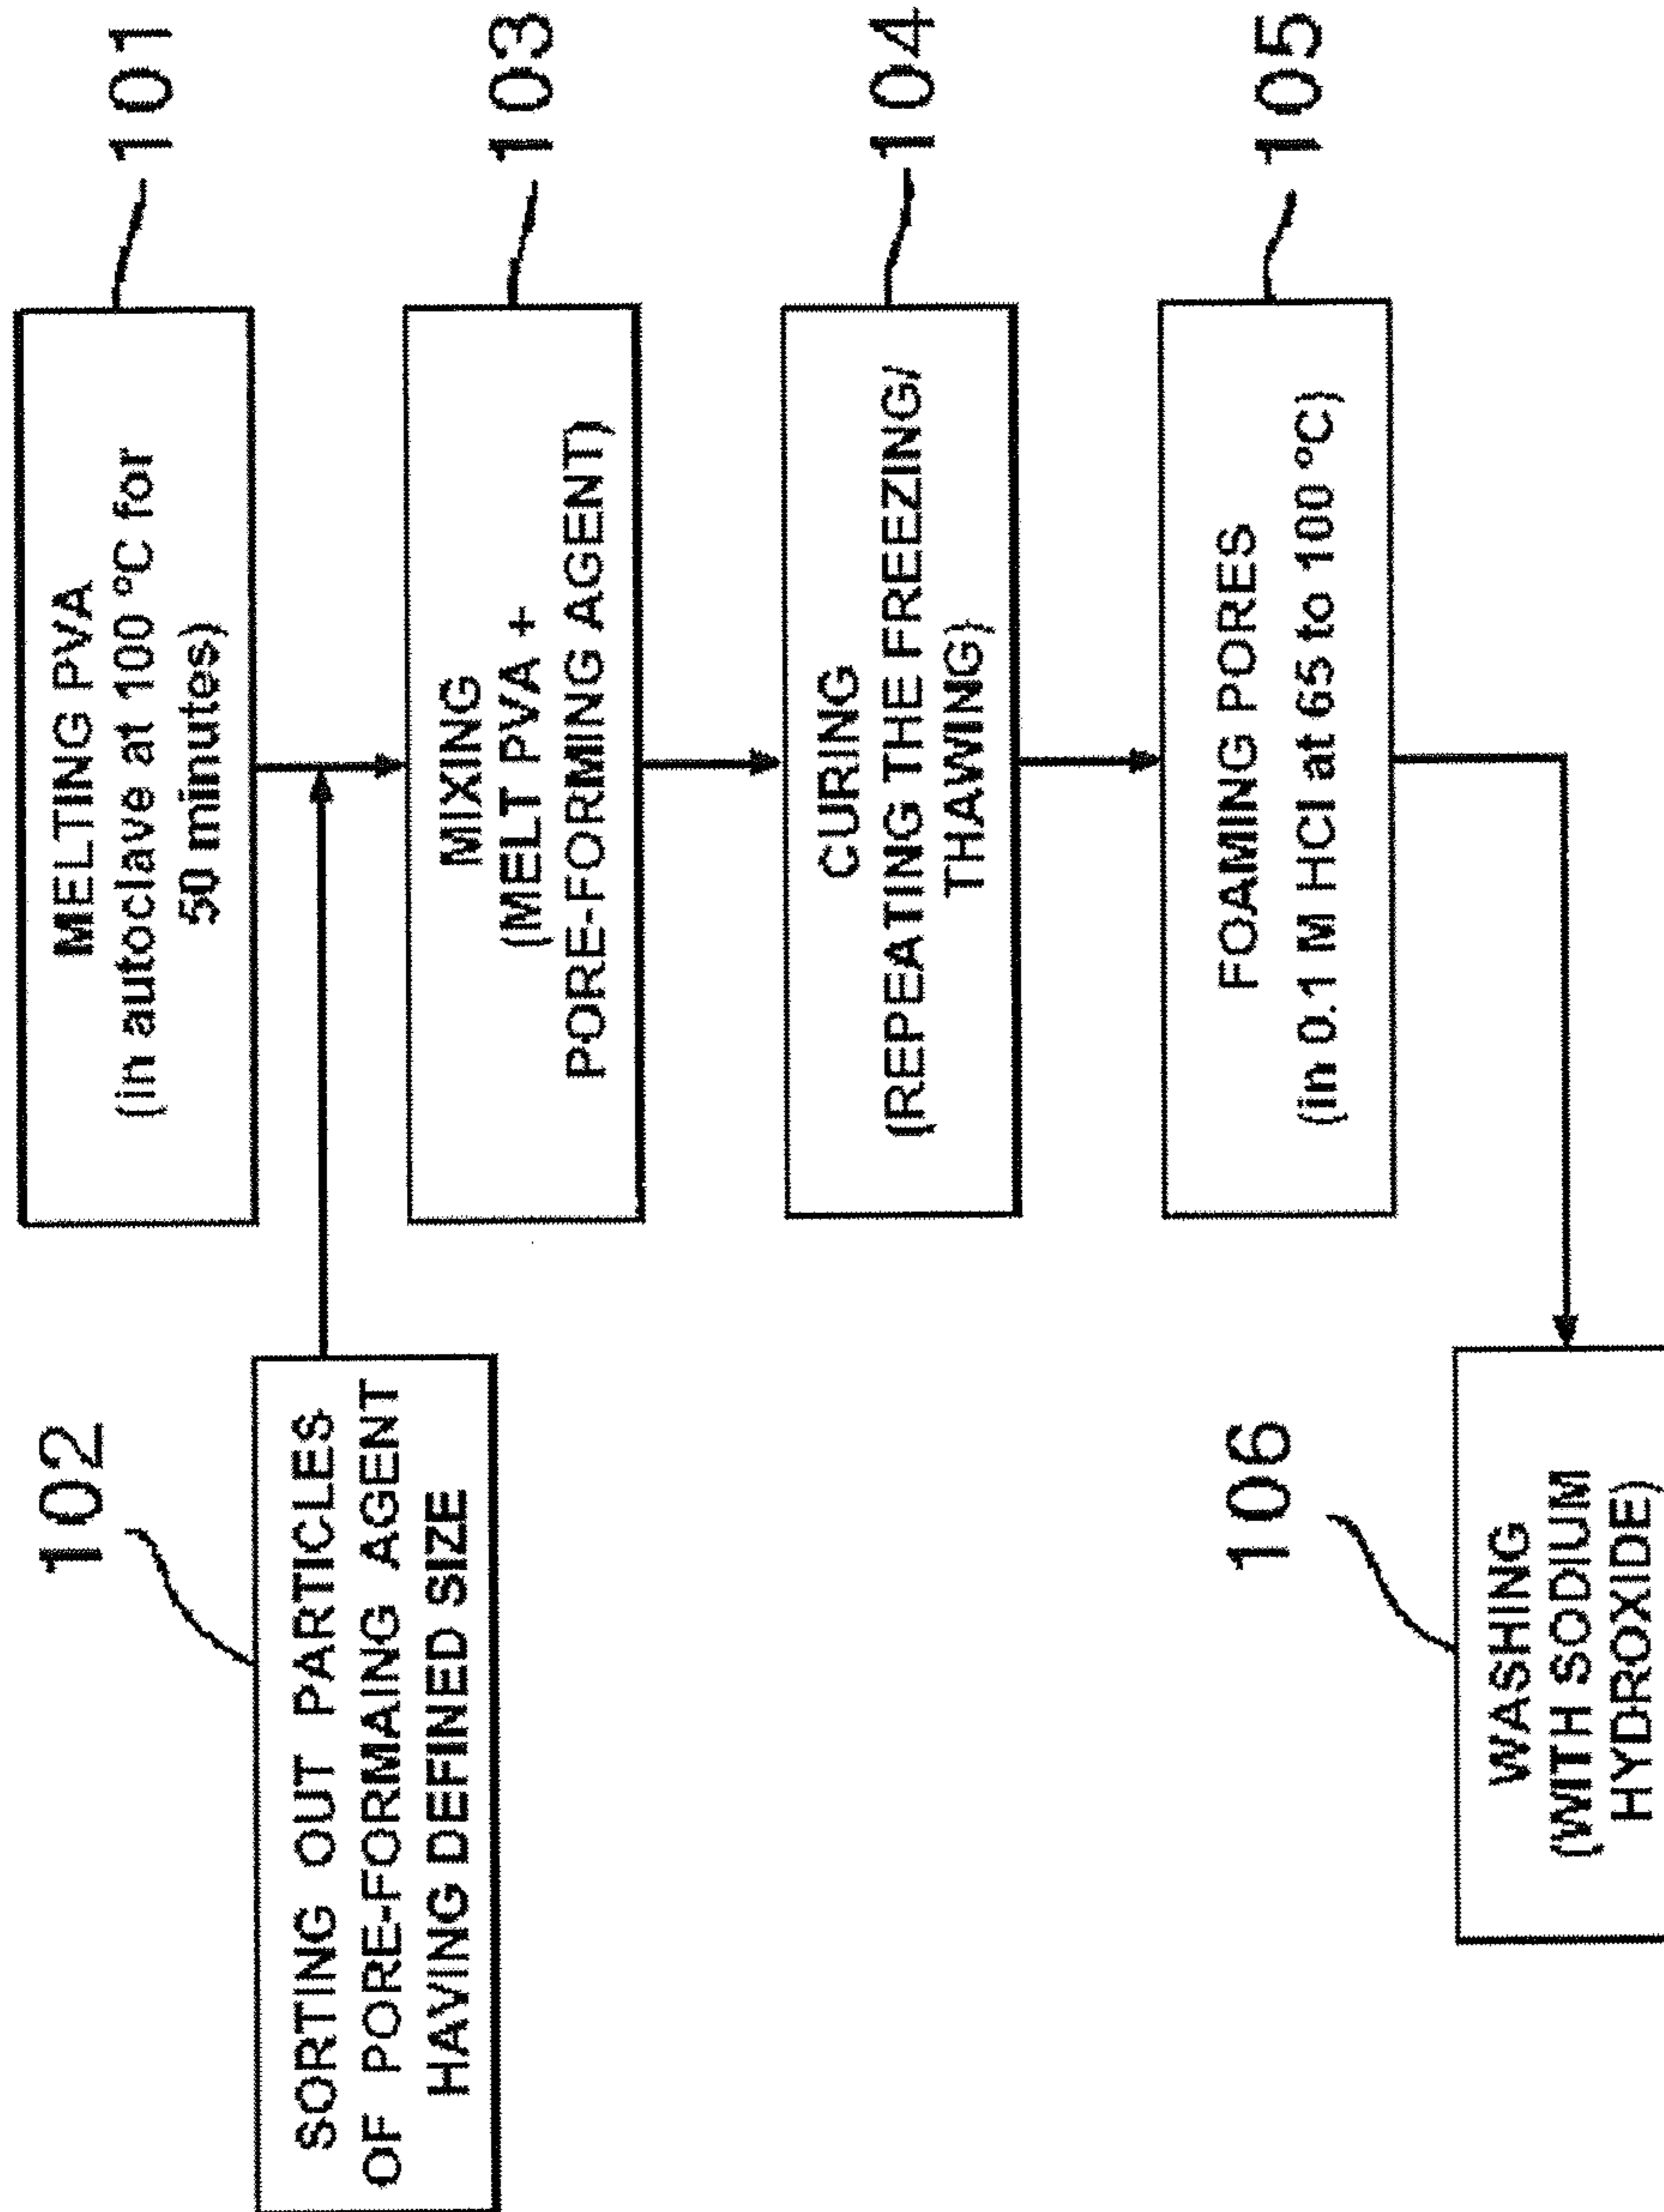 101
MELTING PVA
(in autoclave at 100 °C for
50 minutes)
102
SORTING OUT PARTICLES
OF PORE-FORMAING AGENT
HAVING DEFINED SIZE
103
MIXING
(MELT PVA +
PORE-FORMING AGENT)
104
CURING
(REPEATING THE FREEZING/
THAWING)
105
FOAMING PORES
(in 0.1 M HCl at 65 to 100 °C)
106
WASHING
(WITH SODIUM
HYDROXIDE)